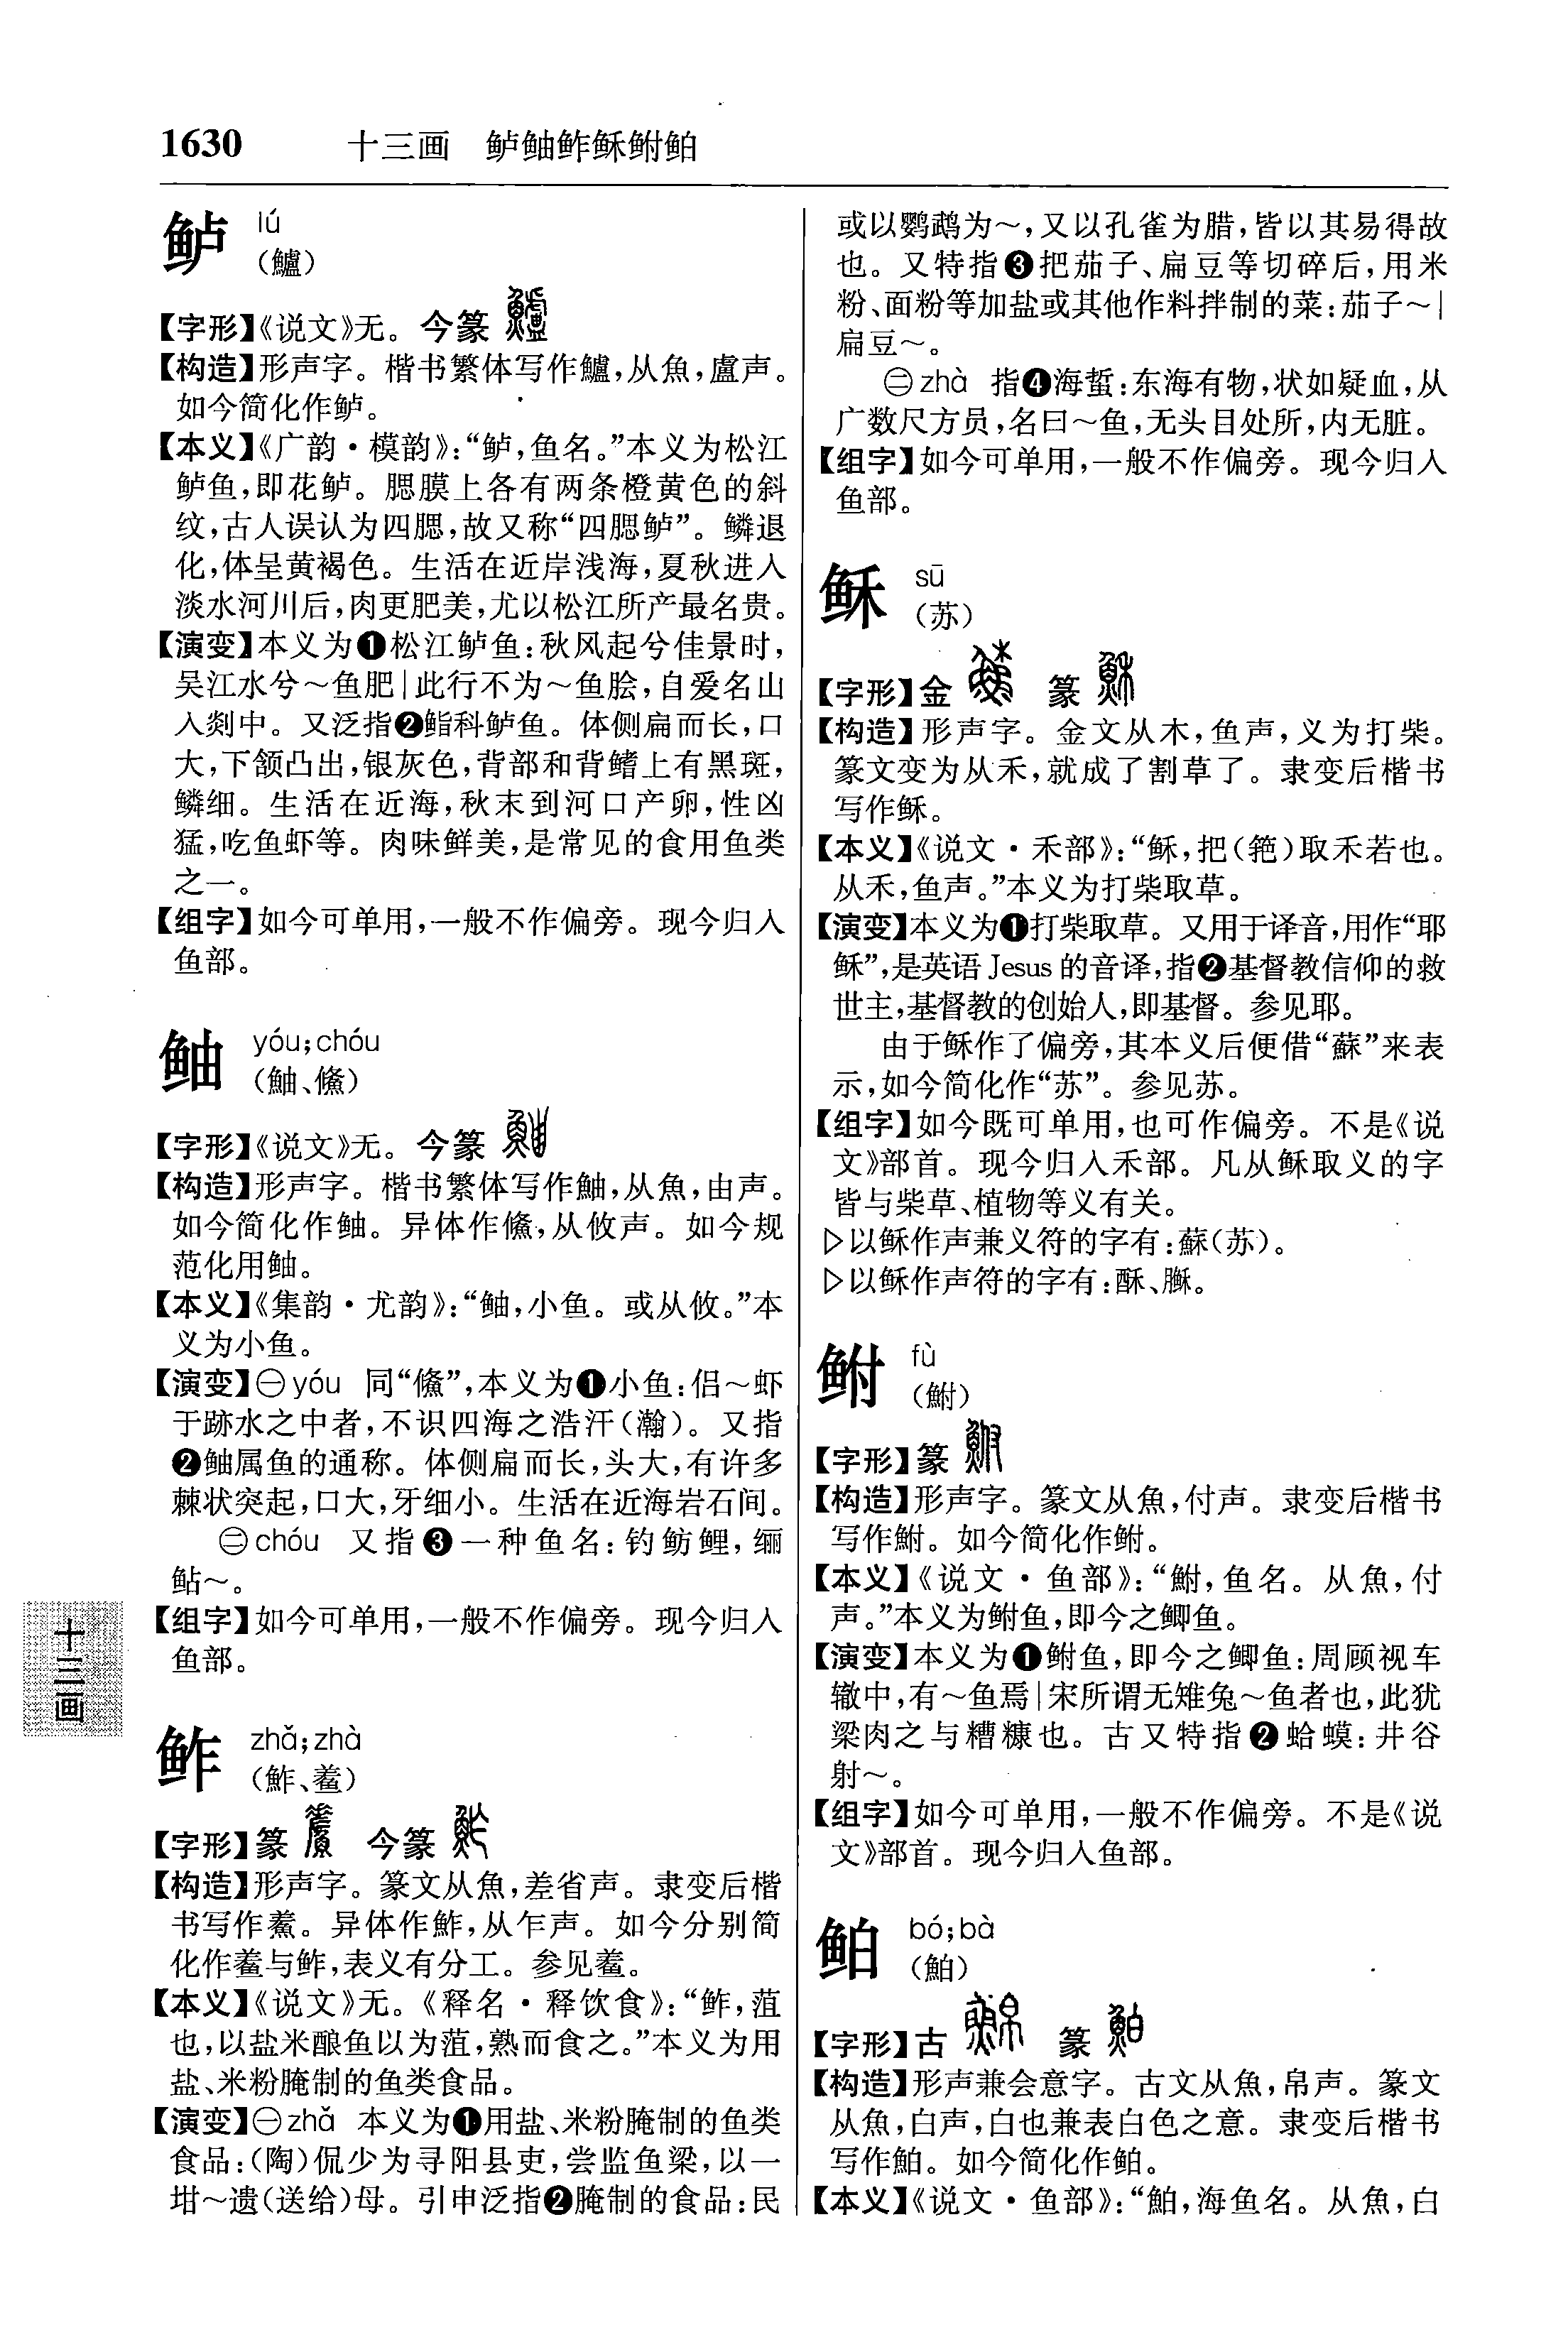 1630 十三画 鲈鲉鲊稣鲋鲌
鲈 lú
（鱸）
【字形】《说文》无。今篆
【构造】形声字。楷书繁体写作鱸，从魚，盧声。
如今简化作鲈。
【本义】《广韵·模韵》：“鲈，鱼名。”本义为松江
鲈鱼，即花鲈。腮膜上各有两条橙黄色的斜
纹，古人误认为四腮，故又称“四腮鲈”。鳞退
化，体呈黄褐色。生活在近岸浅海，夏秋进入
淡水河川后，肉更肥美，尤以松江所产最名贵。
【演变】本义为❶松江鲈鱼：秋风起兮佳景时，
吴江水兮～鱼肥｜此行不为～鱼脍，自爱名山
入剡中。又泛指❷鮨科鲈鱼。体侧扁而长，口
大，下颌凸出，银灰色，背部和背鳍上有黑斑，
鳞细。生活在近海，秋末到河口产卵，性凶
猛，吃鱼虾等。肉味鲜美，是常见的食用鱼类
之一。
【组字】如今可单用，一般不作偏旁。现今归入
鱼部。
鲉 yóu；chóu
（鮋、鯈）
【字形】《说文》无。今篆
【构造】形声字。楷书繁体写作鮋，从魚，由声。
如今简化作鲉。异体作鯈，从攸声。如今规
范化用鲉。
【本义】《集韵·尤韵》：“鲉，小鱼。或从攸。”本
义为小鱼。
【演变】㊀yóu 同“鯈”，本义为❶小鱼：侣～虾
于跡水之中者，不识四海之浩汗（瀚）。又指
❷鲉属鱼的通称。体侧扁而长，头大，有许多
棘状突起，口大，牙细小。生活在近海岩石间。
㊁chóu 又指❸一种鱼名：钓鲂鲤，缅
鲇～。
【组字】如今可单用，一般不作偏旁。现今归入
鱼部。
十三画
鲊 zhǎ；zhà
（鮓、鲝）
【字形】篆 今篆
【构造】形声字。篆文从魚，差省声。隶变后楷
书写作鮺。异体作鮓，从乍声。如今分别简
化作鲝与鲊，表义有分工。参见鲝。
【本义】《说文》无。《释名·释饮食》：“鲊，菹
也，以盐米酿鱼以为菹，熟而食之。”本义为用
盐、米粉腌制的鱼类食品。
【演变】㊀zhǎ 本义为❶用盐、米粉腌制的鱼类
食品：（陶）侃少为寻阳县吏，尝监鱼梁，以一
坩～遗（送给）母。引申泛指❷腌制的食品：民
或以鹦鹉为～，又以孔雀为腊，皆以其易得故
也。又特指❸把茄子、扁豆等切碎后，用米
粉、面粉等加盐或其他作料拌制的菜：茄子～｜
扁豆～。
㊁zhà 指❹海蜇：东海有物，状如疑血，从
广数尺方员，名曰～鱼，无头目处所，内无脏。
【组字】如今可单用，一般不作偏旁。现今归入
鱼部。
稣 sū
（苏）
【字形】金 篆
【构造】形声字。金文从木，鱼声，义为打柴。
篆文变为从禾，就成了割草了。隶变后楷书
写作稣。
【本义】《说文·禾部》：“稣，把（筢）取禾若也。
从禾，鱼声。”本义为打柴取草。
【演变】本义为❶打柴取草。又用于译音，用作“耶
稣”，是英语Jesus的音译，指❷基督教信仰的救
世主，基督教的创始人，即基督。参见耶。
由于稣作了偏旁，其本义后便借“蘇”来表
示，如今简化作“苏”。参见苏。
【组字】如今既可单用，也可作偏旁。不是《说
文》部首。现今归入禾部。凡从稣取义的字
皆与柴草、植物等义有关。
▷以稣作声兼义符的字有：蘇（苏）。
▷以稣作声符的字有：酥、䲆。
鲋 fù
（鮒）
【字形】篆
【构造】形声字。篆文从魚，付声。隶变后楷书
写作鮒。如今简化作鲋。
【本义】《说文·鱼部》：“鮒，鱼名。从魚，付
声。”本义为鲋鱼，即今之鲫鱼。
【演变】本义为❶鲋鱼，即今之鲫鱼：周顾视车
辙中，有～鱼焉｜宋所谓无雉兔～鱼者也，此犹
梁肉之与糟糠也。古又特指❷蛤蟆：井谷
射～。
【组字】如今可单用，一般不作偏旁。不是《说
文》部首。现今归入鱼部。
鲌 bó；bà
（鮊）
【字形】古 篆
【构造】形声兼会意字。古文从魚，帛声。篆文
从魚，白声，白也兼表白色之意。隶变后楷书
写作鮊。如今简化作鲌。
【本义】《说文·鱼部》：“鮊，海鱼名。从魚，白